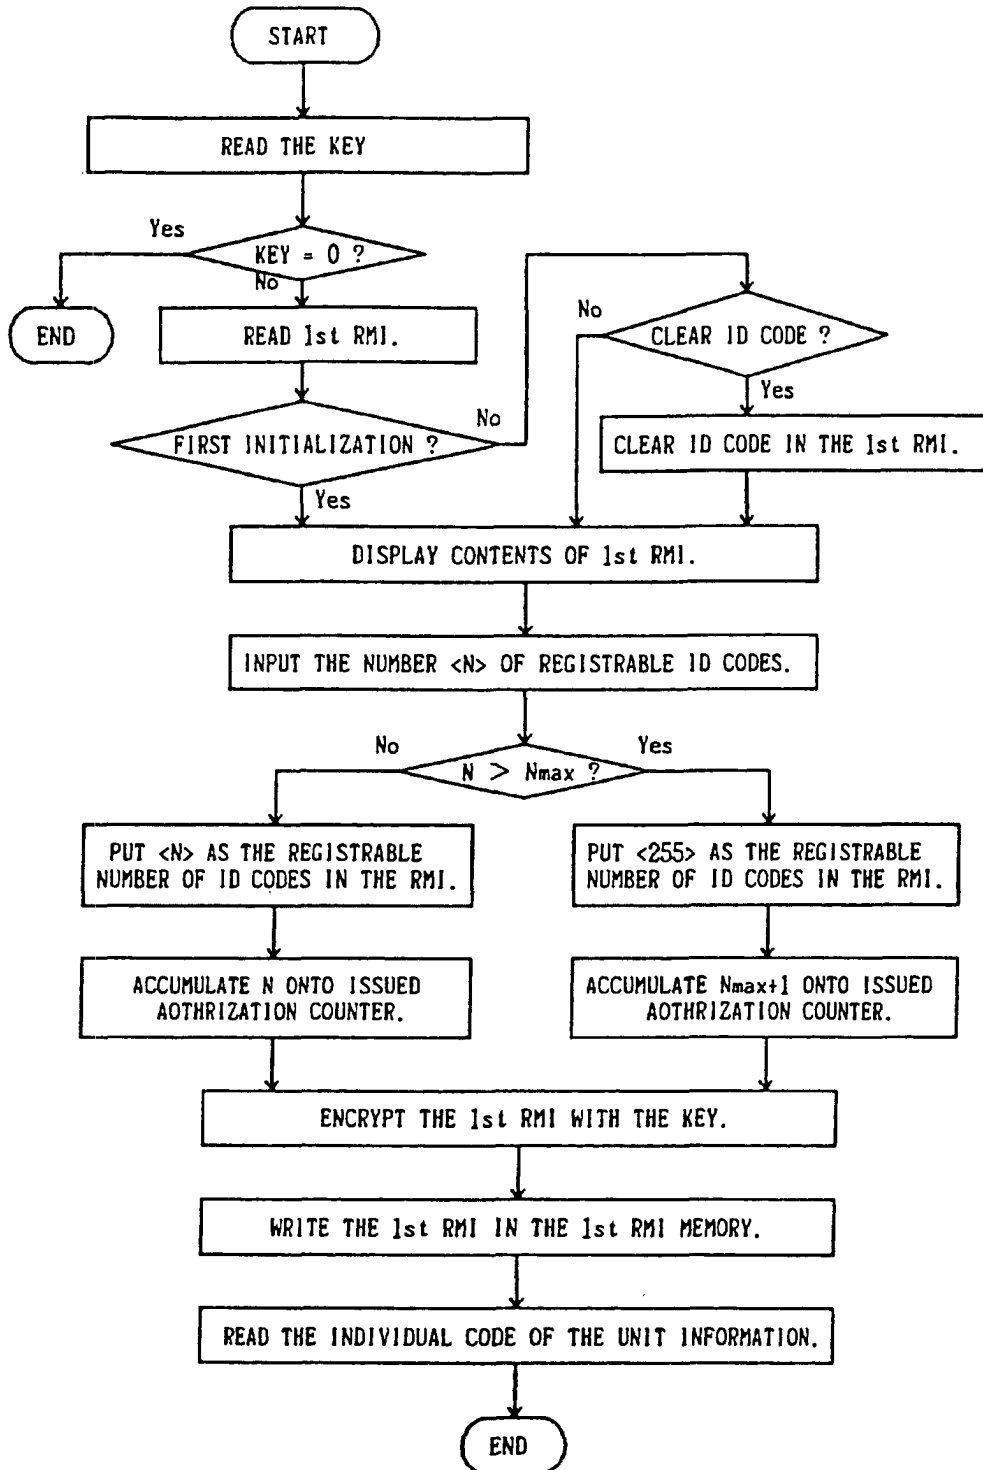 START
READ THE KEY
Yes
KEY = 0 ?
No
END
READ 1st RMI.
No
CLEAR ID CODE ?
Yes
No
FIRST INITIALIZATION ?
CLEAR ID CODE IN THE 1st RMI.
Yes
DISPLAY CONTENTS OF 1st RMI.
INPUT THE NUMBER <N> OF REGISTRABLE ID CODES.
No
Yes
N > Nmax ?
PUT <N> AS THE REGISTRABLE
NUMBER OF ID CODES IN THE RMI.
PUT <255> AS THE REGISTRABLE
NUMBER OF ID CODES IN THE RMI.
ACCUMULATE N ONTO ISSUED
AOTHRIZATION COUNTER.
ACCUMULATE Nmax+1 ONTO ISSUED
AOTHRIZATION COUNTER.
ENCRYPT THE 1st RMI WITH THE KEY.
WRITE THE 1st RMI IN THE 1st RMI MEMORY.
READ THE INDIVIDUAL CODE OF THE UNIT INFORMATION.
END